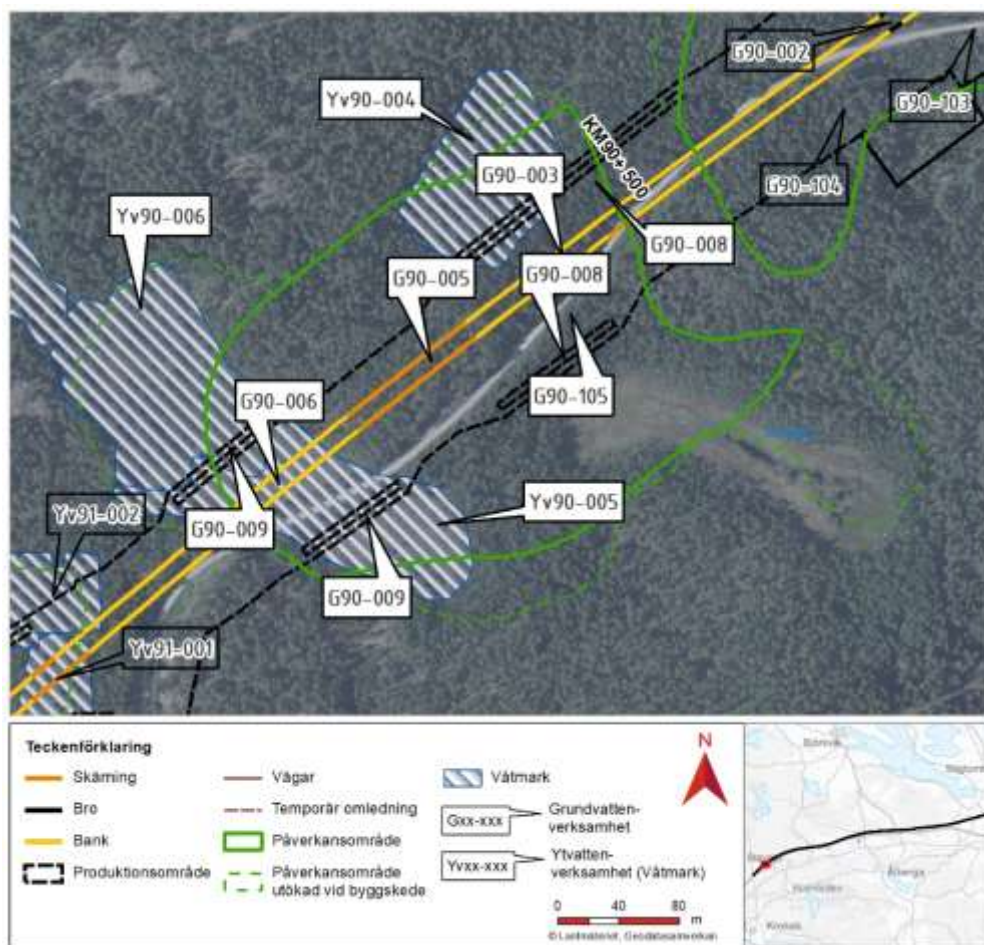 G90-002
Yv90-004
G90-103
KM90+ 500
G90-003
G90-104
Yv90-006
G90-008
G90-005
G90-008
G90-006
G90-105
Yv91-002
G90-009
Yv90-005
G90-009
Yv91-001
Teckenförklaring
Skärning
Bro
Bank
Produktionsområde
Vägar
Temporär omledning
Påverkansområde
Påverkansområde
utökad vid byggskede
Våtmark
Gxx-xxx
Grundvatten-
verksamhet
Yvxx-xxx
Ytvatten-
verksamhet (Våtmark)
N
0 40 80
m
© Lantmäteriet, Geodatasamverkan
Ålberga